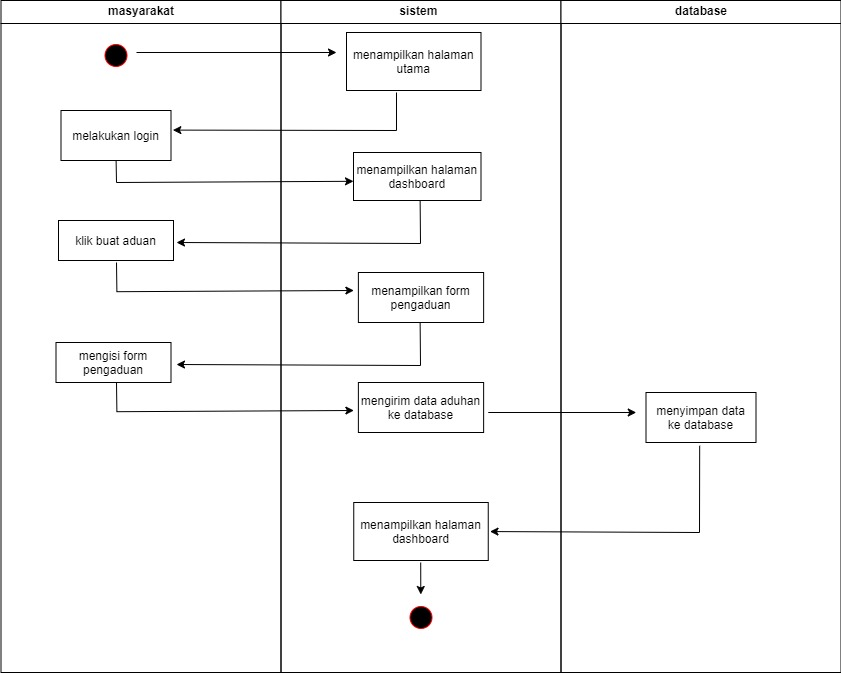 masyarakat
sistem
database
menampilkan halaman
utama
melakukan login
menampilkan halaman
dashboard
klik buat aduan
menampilkan form
pengaduan
mengisi form
pengaduan
mengirim data aduhan
ke database
menyimpan data
ke database
menampilkan halaman
dashboard